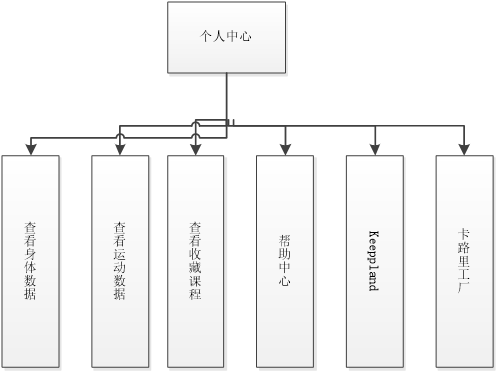 个人中心
查看身体数据
查看运动数据
查看收藏课程
帮助中心
Keeppland
卡路里工厂